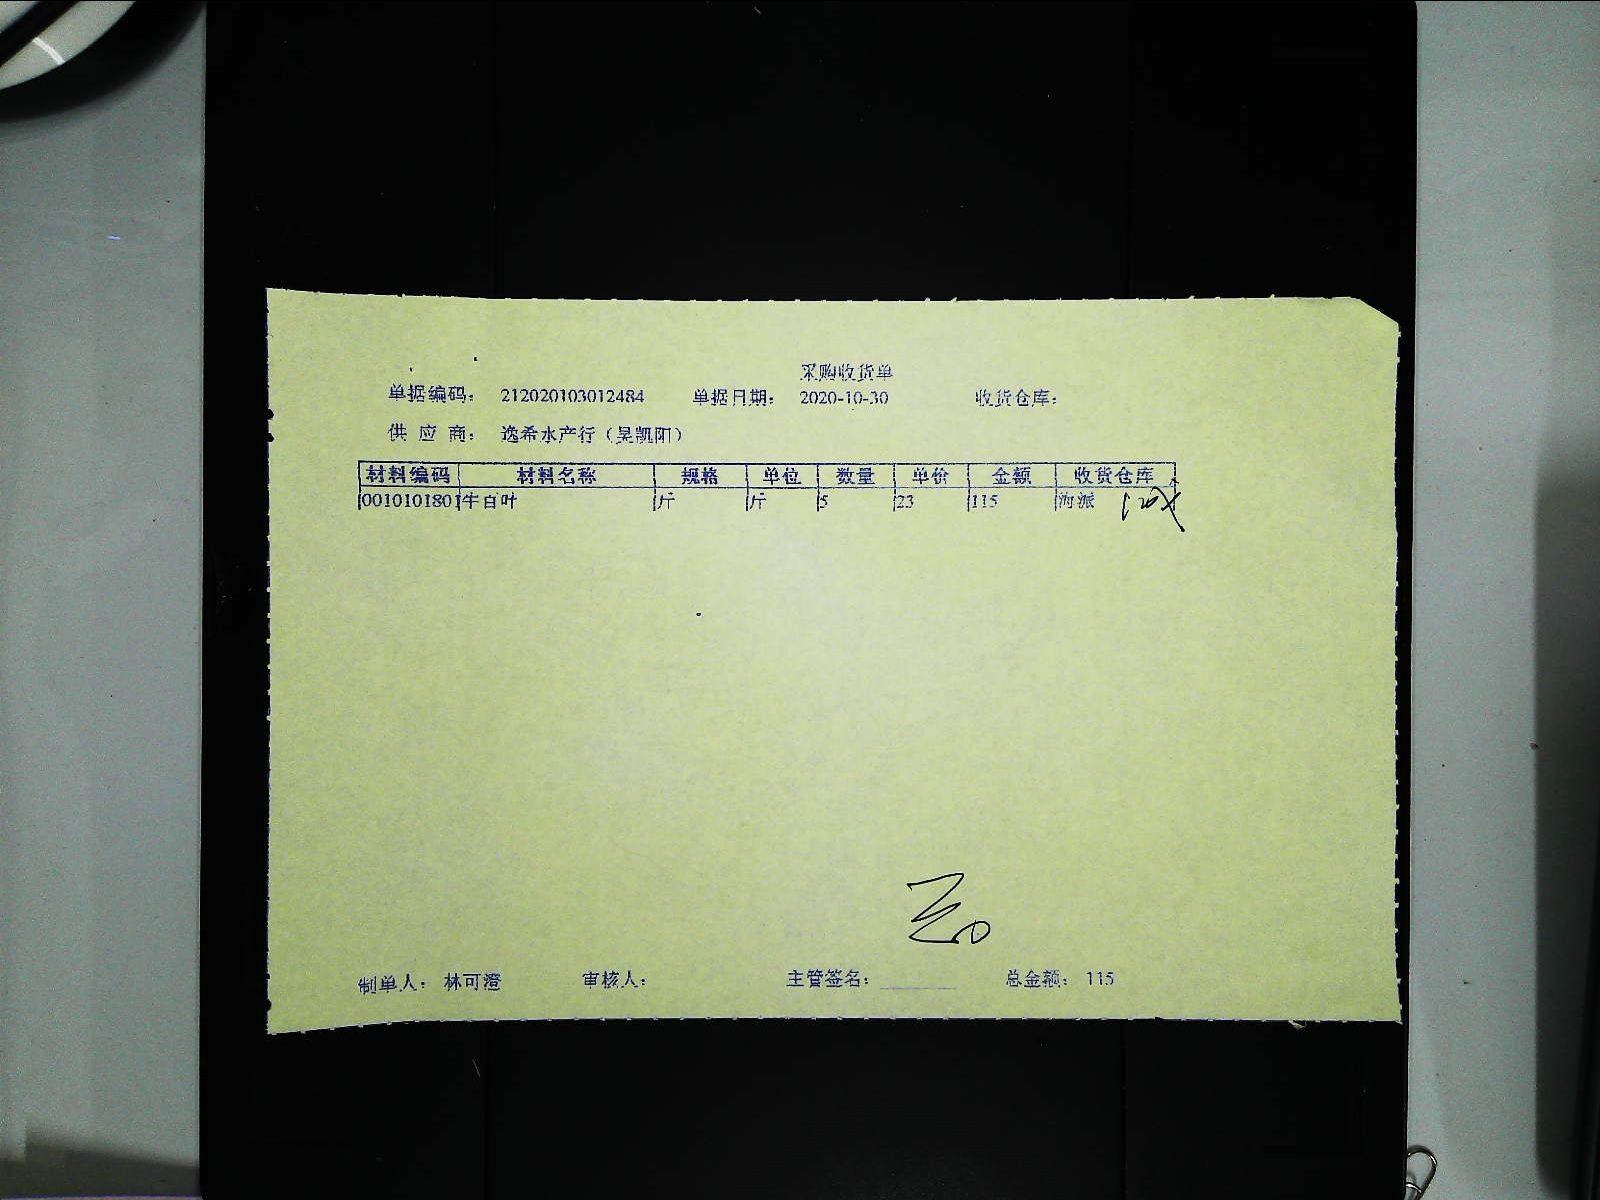 采购收货单
单据编码： 212020103012484 单据日期： 2020-10-30 收货仓库：
供 应 商： 逸希水产行（吴凯阳）
材料编码 材料名称 规格 单位 数量 单价 金额 收货仓库
0010101801 牛百叶 斤 斤 5 23 115 海派
制单人： 林可澄 审核人： 主管签名： 总金额： 115